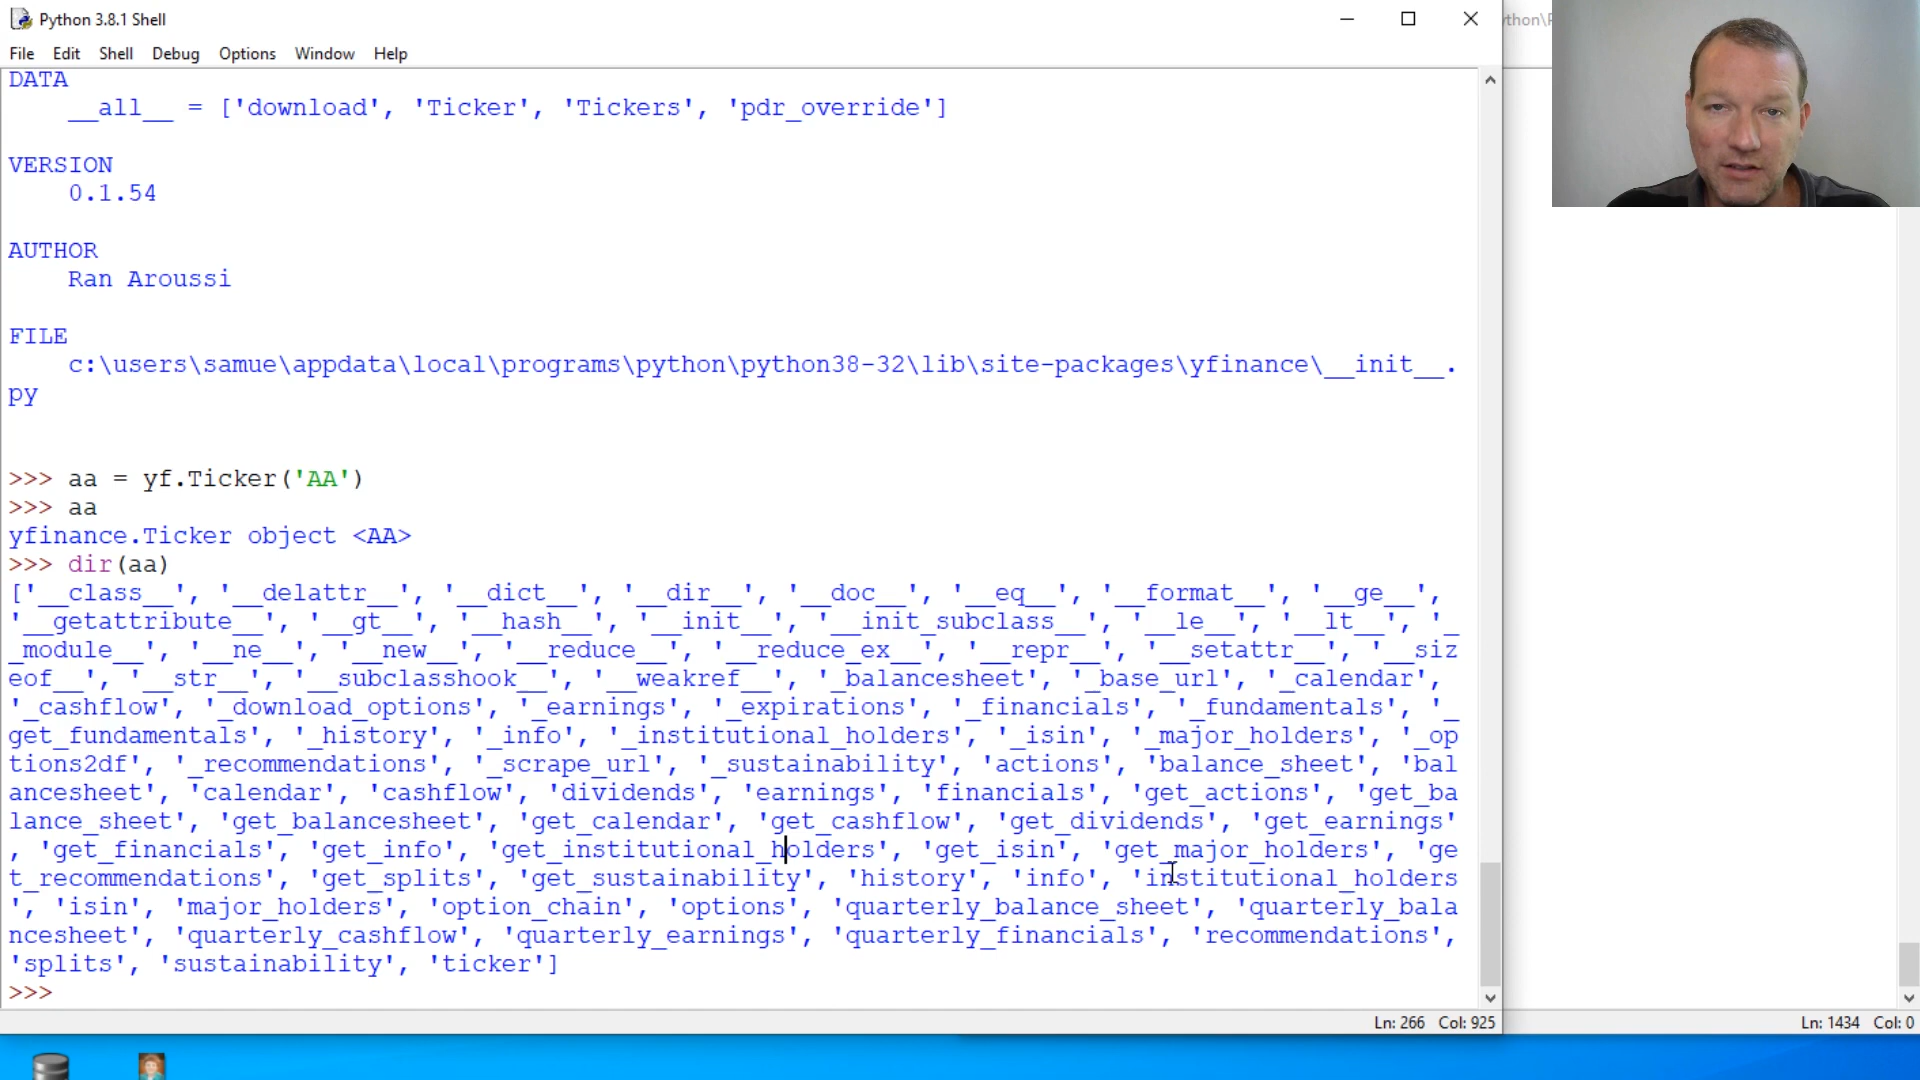 Python 3.8.1 Shell
File Edit Shell Debug Options Window Help
DATA
__all__ = ['download', 'Ticker', 'Tickers', 'pdr_override']
VERSION
0.1.54
AUTHOR
Ran Aroussi
FILE
c:\users\samue\appdata\local\programs\python\python38-32\lib\site-packages\yfinance\__init__.
py
>>> aa = yf.Ticker('AA')
>>> aa
yfinance.Ticker object <AA>
>>> dir(aa)
['__class__', '__delattr__', '__dict__', '__dir__', '__doc__', '__eq__', '__format__', '__ge__',
'__getattribute__', '__gt__', '__hash__', '__init__', '__init_subclass__', '__le__', '__lt__', '_
_module__', '__ne__', '__new__', '__reduce__', '__reduce_ex__', '__repr__', '__setattr__', '__siz
eof__', '__str__', '__subclasshook__', '__weakref__', '_balancesheet', '_base_url', '_calendar',
'_cashflow', '_download_options', '_earnings', '_expirations', '_financials', '_fundamentals', '_
get_fundamentals', '_history', '_info', '_institutional_holders', '_isin', '_major_holders', '_op
tions2df', '_recommendations', '_scrape_url', '_sustainability', 'actions', 'balance_sheet', 'bal
ancesheet', 'calendar', 'cashflow', 'dividends', 'earnings', 'financials', 'get_actions', 'get_ba
lance_sheet', 'get_balancesheet', 'get_calendar', 'get_cashflow', 'get_dividends', 'get_earnings'
, 'get_financials', 'get_info', 'get_institutional_holders', 'get_isin', 'get_major_holders', 'ge
t_recommendations', 'get_splits', 'get_sustainability', 'history', 'info', 'institutional_holders
', 'isin', 'major_holders', 'option_chain', 'options', 'quarterly_balance_sheet', 'quarterly_bala
ncesheet', 'quarterly_cashflow', 'quarterly_earnings', 'quarterly_financials', 'recommendations',
'splits', 'sustainability', 'ticker']
>>>
Ln: 266 Col: 925
Ln: 1434 Col: 0